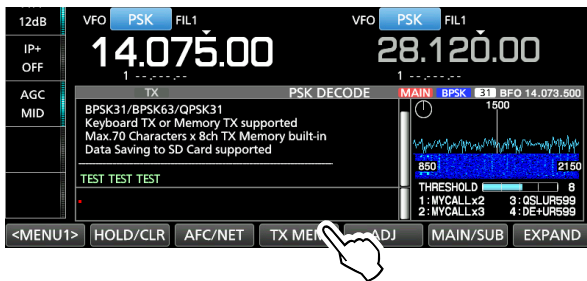 12dB
VFO PSK FIL1
VFO PSK FIL1
IP+
OFF
14.075.00
28.120.00
1 --.---.--
1 --.---.--
AGC
MID
TX PSK DECODE MAIN BPSK 31 BFO 14.073.500
BPSK31/BPSK63/QPSK31
Keyboard TX or Memory TX supported
Max.70 Characters x 8ch TX Memory built-in
Data Saving to SD Card supported
TEST TEST TEST
1500
850
2150
THRESHOLD 8
1:MYCALLx2 3:QSLUR599
2:MYCALLx3 4:DE+UR599
<MENU1> HOLD/CLR AFC/NET TX MEM ADJ MAIN/SUB EXPAND